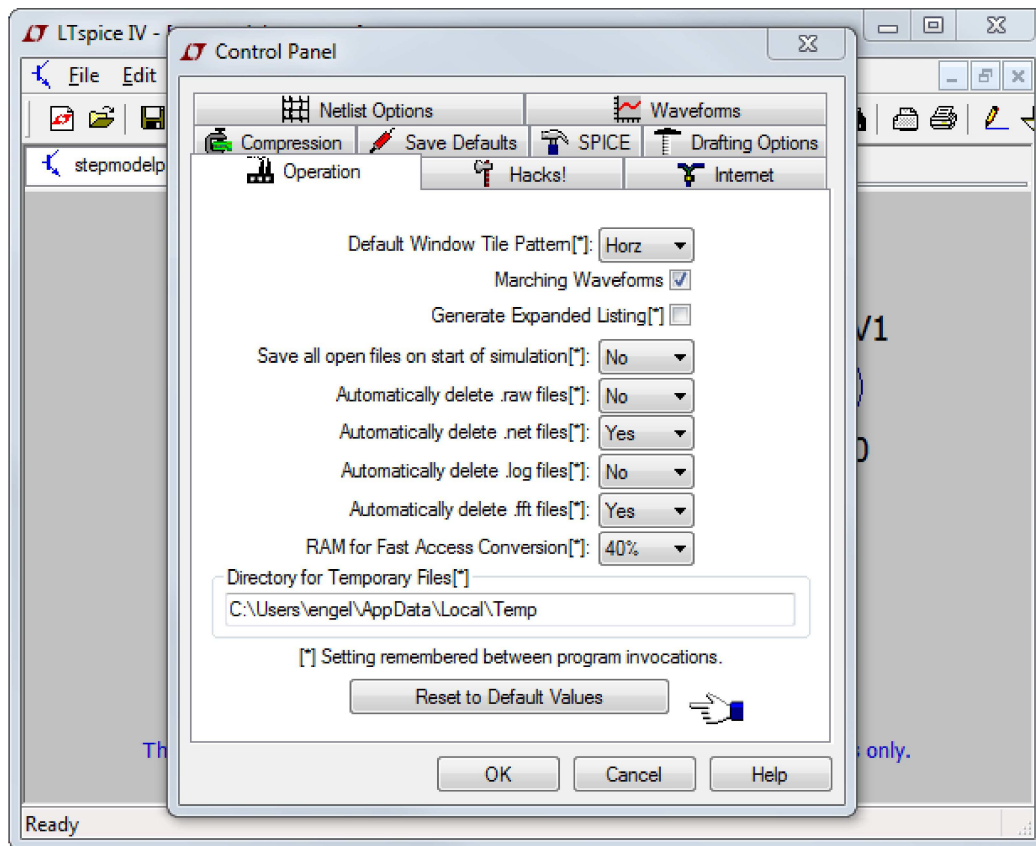 LTspice IV -
Control Panel
File Edit
Netlist Options Waveforms
Compression Save Defaults SPICE Drafting Options
stepmodelp
Operation Hacks! Internet
Default Window Tile Pattern[*]: Horz
Marching Waveforms
Generate Expanded Listing[*]
V1
Save all open files on start of simulation[*]: No
Automatically delete .raw files[*]: No
Automatically delete .net files[*]: Yes
Automatically delete .log files[*]: No
Automatically delete .fft files[*]: Yes
RAM for Fast Access Conversion[*]: 40%
Directory for Temporary Files[*]
C:\Users\engel\AppData\Local\Temp
[*] Setting remembered between program invocations.
Reset to Default Values
Th
only.
OK Cancel Help
Ready